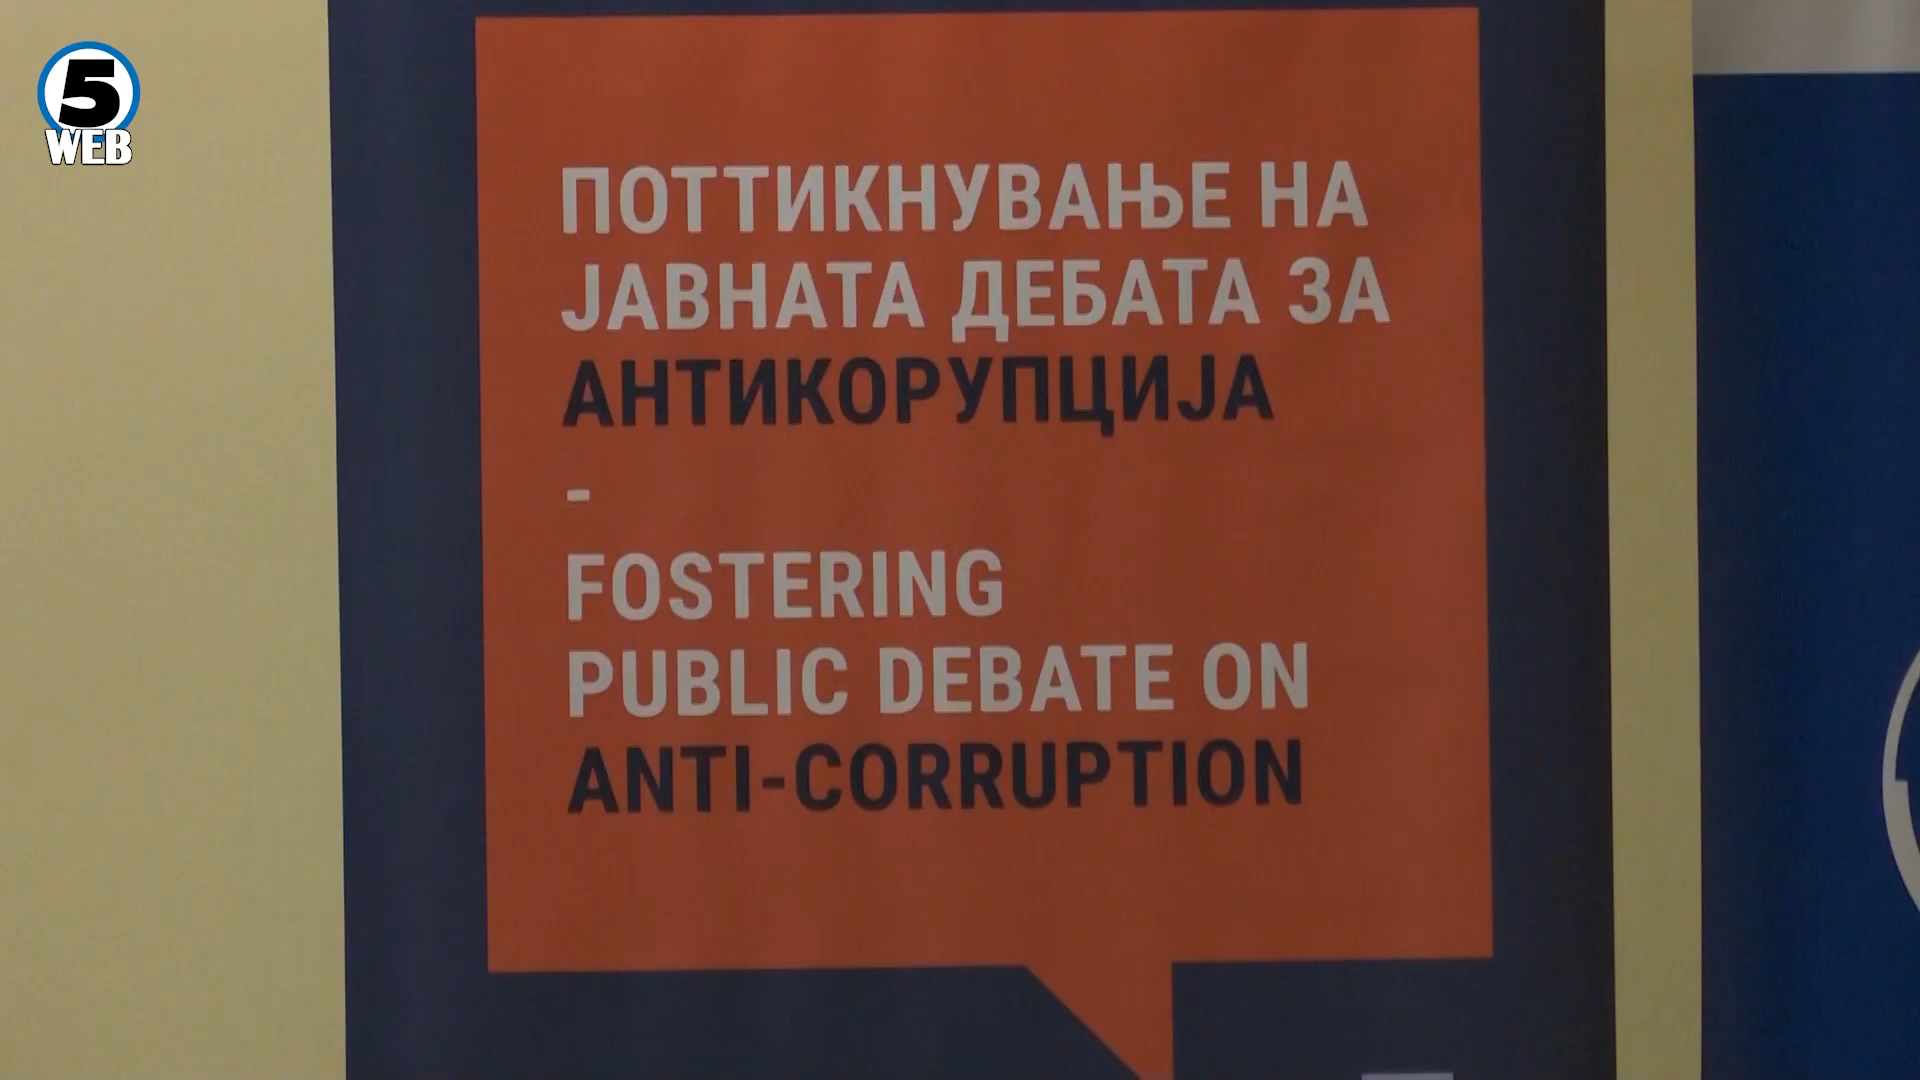 5
WEB
ПОТТИКНУВАЊЕ НА
ЈАВНАТА ДЕБАТА ЗА
АНТИКОРУПЦИЈА
-
FOSTERING
PUBLIC DEBATE ON
ANTI-CORRUPTION